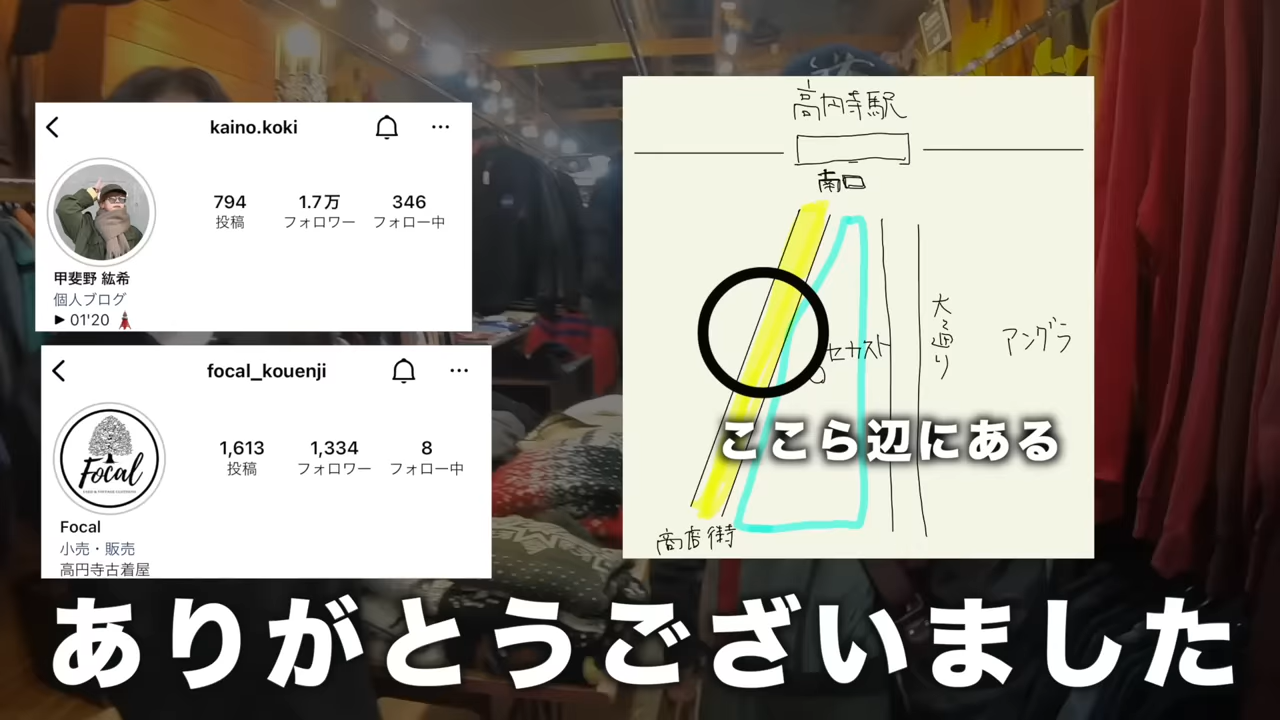 kaino.koki
794
1.7万
346
投稿
フォロワー
フォロー中
甲斐野 紘希
個人ブログ
▶ 01'20 🗼
focal_kouenji
Focal
1,613
1,334
8
投稿
フォロワー
フォロー中
Focal
小売・販売
高円寺古着屋
高円寺駅
南口
大通り
アングラ
セカスト
ここら辺にある
商店街
ありがとうございました